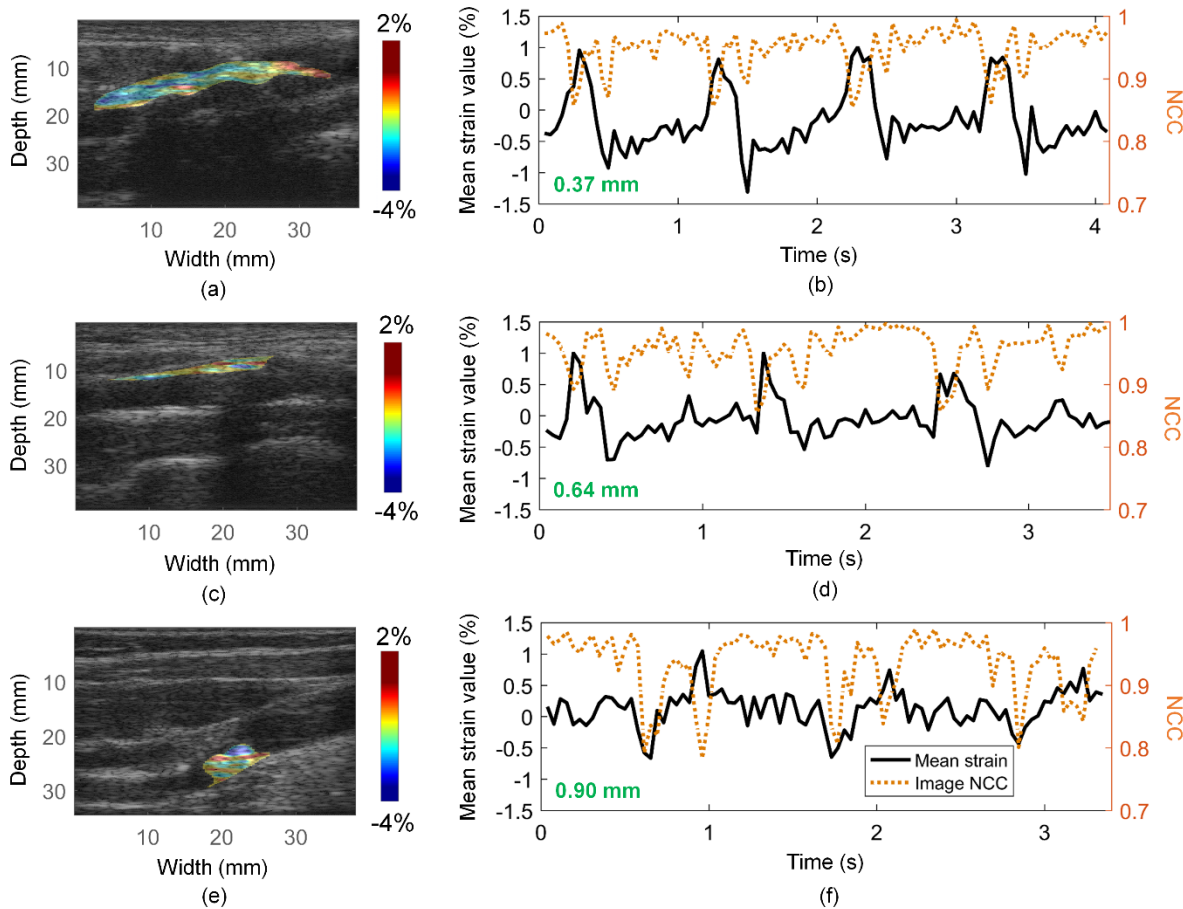 2%
10
20
30
Depth (mm)
-4%
10 20 30
Width (mm)
(a)
1.5
1
0.5
0
-0.5
-1
-1.5
Mean strain value (%)
0.37 mm
1
0.9
0.8
0.7
NCC
0 1 2 3 4
Time (s)
(b)
2%
10
20
30
Depth (mm)
-4%
10 20 30
Width (mm)
(c)
1.5
1
0.5
0
-0.5
-1
-1.5
Mean strain value (%)
0.64 mm
1
0.9
0.8
0.7
NCC
0 1 2 3
Time (s)
(d)
2%
10
20
30
Depth (mm)
-4%
10 20 30
Width (mm)
(e)
1.5
1
0.5
0
-0.5
-1
-1.5
Mean strain value (%)
0.90 mm
Mean strain
Image NCC
1
0.9
0.8
0.7
NCC
0 1 2 3
Time (s)
(f)